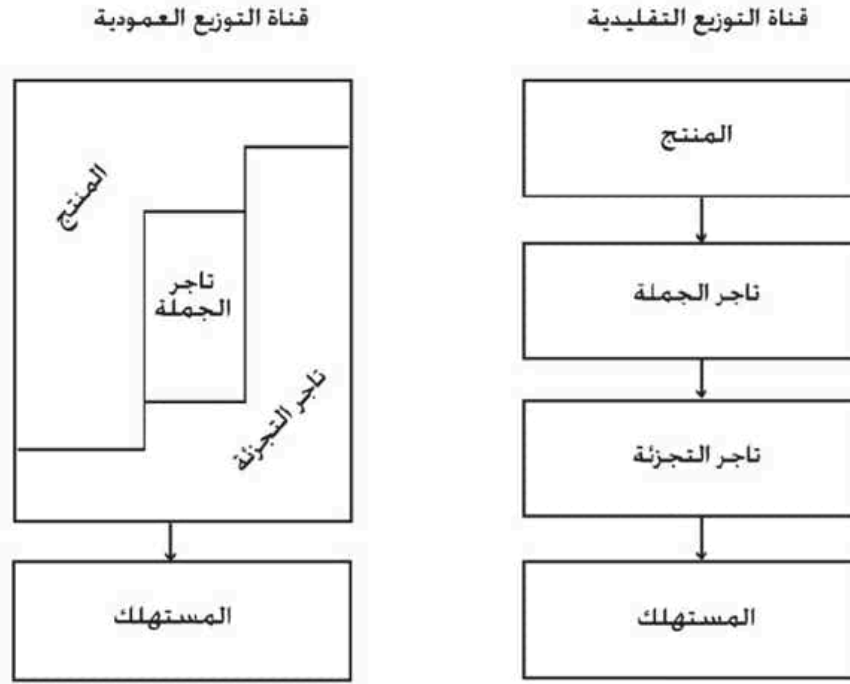 قناة التوزيع التقليدية
المنتج
تاجر الجملة
تاجر التجزئة
المستهلك
قناة التوزيع العمودية
المنتج
تاجر
الجملة
تاجر التجزئة
المستهلك